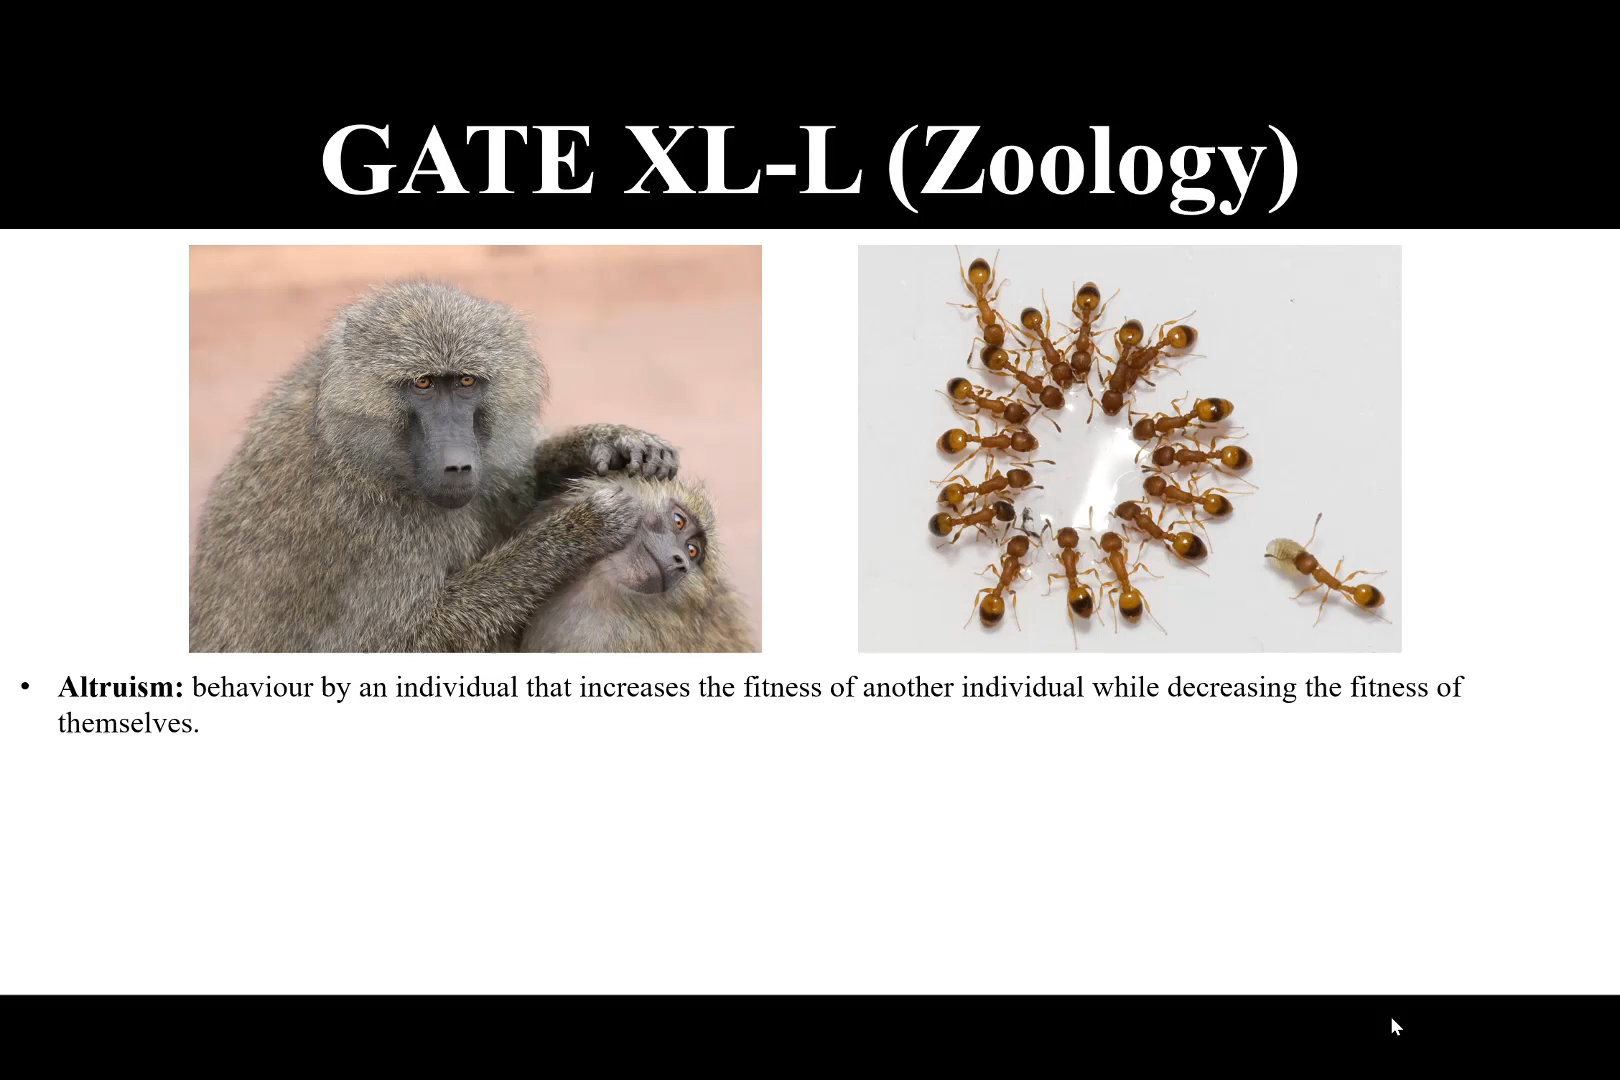 GATE XL-L (Zoology)
• Altruism: behaviour by an individual that increases the fitness of another individual while decreasing the fitness of
themselves.